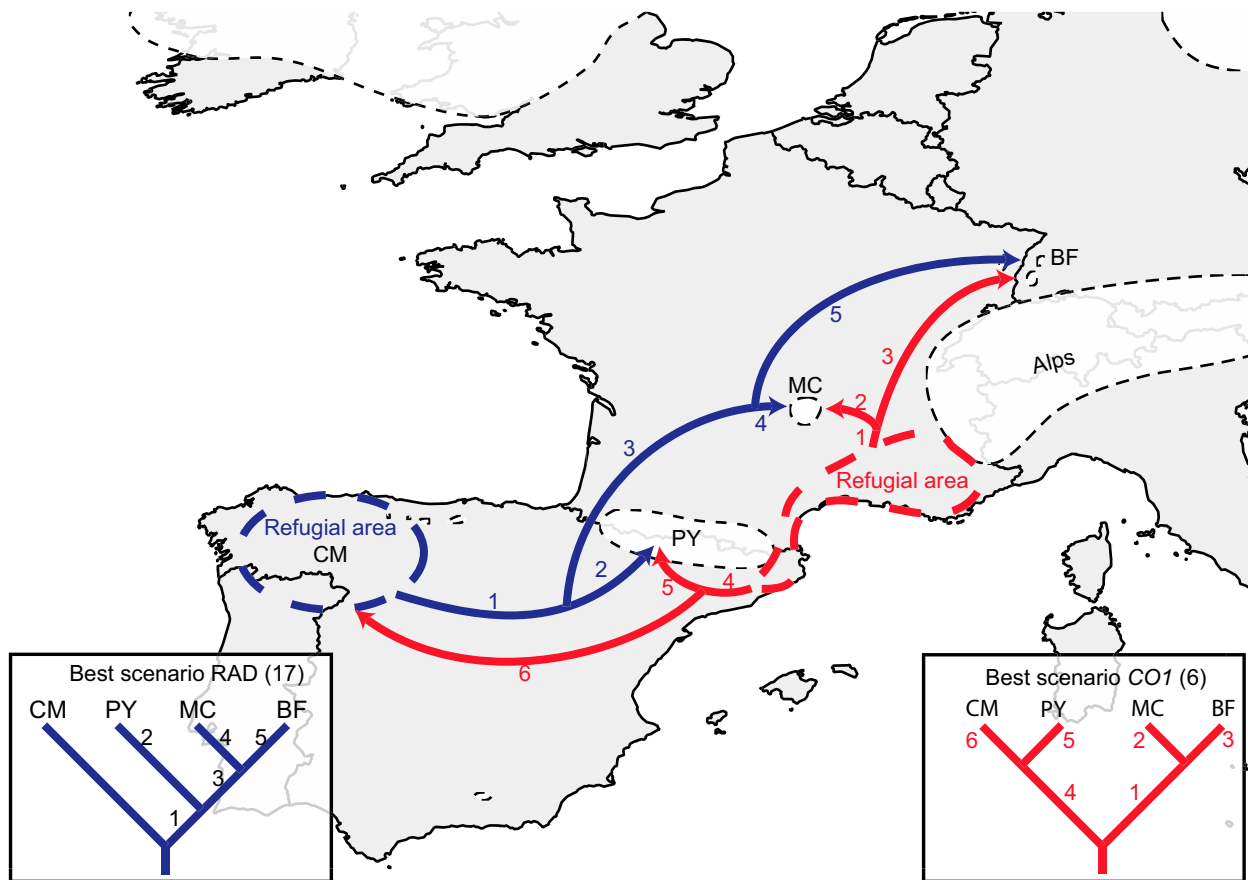 BF
5
3
Alps
MC
2
4
1
3
Refugial area
Refugial area
CM
PY
2
5
4
1
6
Best scenario RAD (17)
CM PY MC BF
2 4 5
3
1
Best scenario CO1 (6)
CM PY MC BF
6 5 2 3
4 1